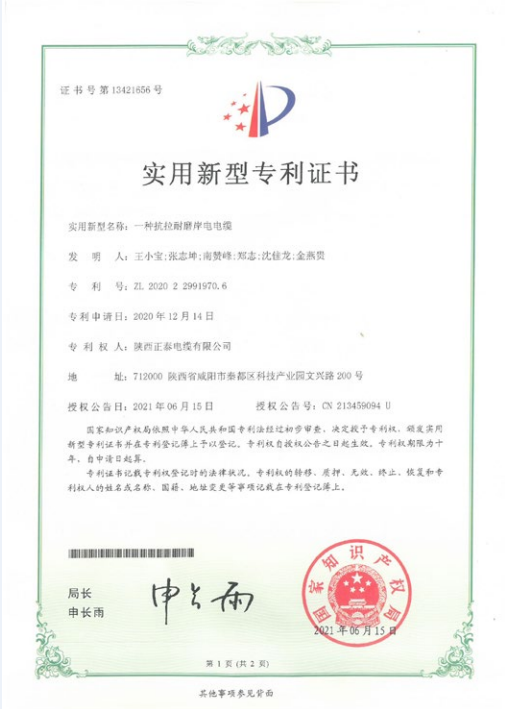 证书号第13421656号
实用新型专利证书
实用新型名称：一种抗拉耐磨岸电电缆
发 明 人：王小宝;张志坤;南赞峰;郑志;沈佳龙;金燕贵
专 利 号：ZL 2020 2 2991970.6
专利申请日：2020年12月14日
专 利 权 人：陕西正泰电缆有限公司
地 址：712000 陕西省咸阳市秦都区科技产业园文兴路200号
授权公告日：2021年06月15日 授权公告号：CN 213459094 U
国家知识产权局依照中华人民共和国专利法经过初步审查，决定授予专利权，颁发实用
新型专利证书并在专利登记簿上予以登记。专利权自授权公告之日起生效。专利权期限为十
年，自申请日起算。
专利证书记载专利权登记时的法律状况。专利权的转移、质押、无效、终止、恢复和专
利权人的姓名或名称、国籍、地址变更等事项记载在专利登记簿上。
局长
申长雨
申长雨
国家知识产权局
2021年06月15日
第1页(共2页)
其他事项参见背面